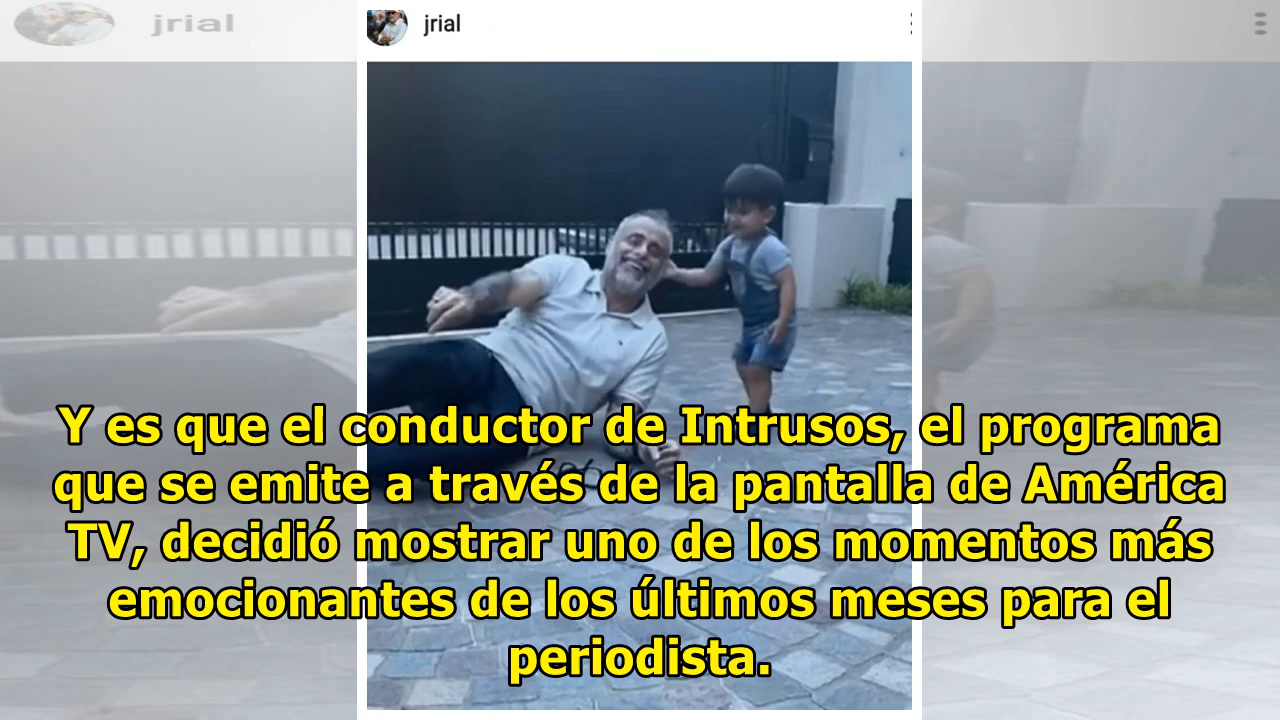 jrial
jrial
Y es que el conductor de Intrusos, el programa
que se emite a través de la pantalla de América
TV, decidió mostrar uno de los momentos más
emocionantes de los últimos meses para el
periodista.